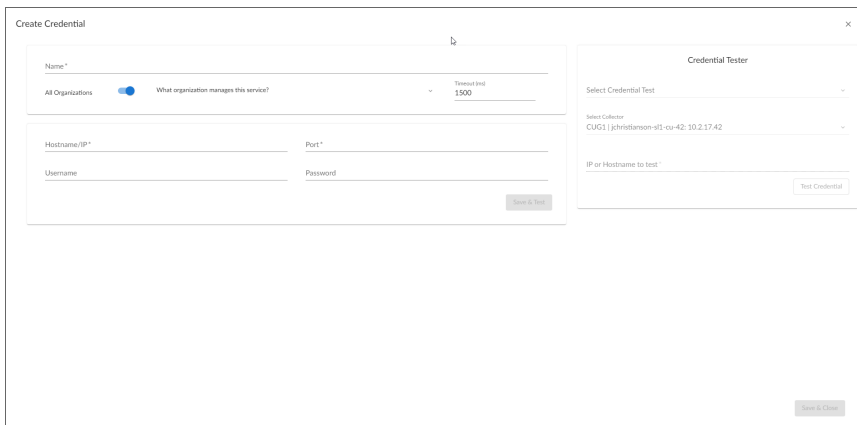 Create Credential
×
Name*
All Organizations
What organization manages this service?
Timeout (ms)
1500
Hostname/IP*
Port*
Username
Password
Save & Test
Credential Tester
Select Credential Test
Select Collector
CUG1 | jchristianson-sl1-cu-42: 10.2.17.42
IP or Hostname to test*
Test Credential
Save & Close